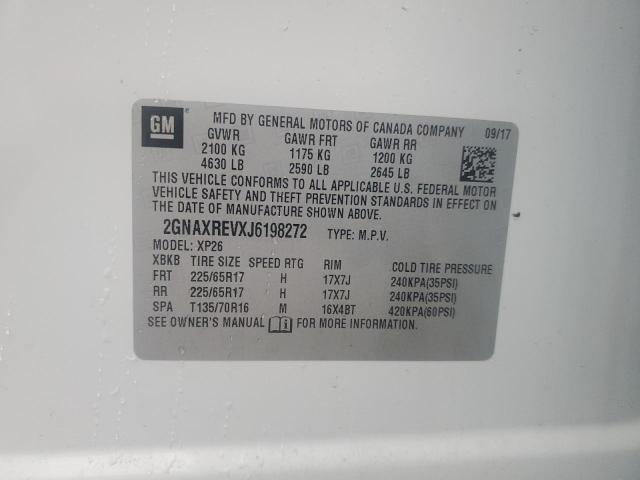 GM
MFD BY GENERAL MOTORS OF CANADA COMPANY 09/17
GVWR GAWR FRT GAWR RR
2100 KG 1175 KG 1200 KG
4630 LB 2590 LB 2645 LB
THIS VEHICLE CONFORMS TO ALL APPLICABLE U.S. FEDERAL MOTOR
VEHICLE SAFETY AND THEFT PREVENTION STANDARDS IN EFFECT ON
THE DATE OF MANUFACTURE SHOWN ABOVE.
2GNAXREVXJ6198272 TYPE: M.P.V.
MODEL: XP26
XBKB TIRE SIZE SPEED RTG RIM COLD TIRE PRESSURE
FRT 225/65R17 H 17X7J 240KPA(35PSI)
RR 225/65R17 H 17X7J 240KPA(35PSI)
SPA T135/70R16 M 16X4BT 420KPA(60PSI)
SEE OWNER'S MANUAL FOR MORE INFORMATION.